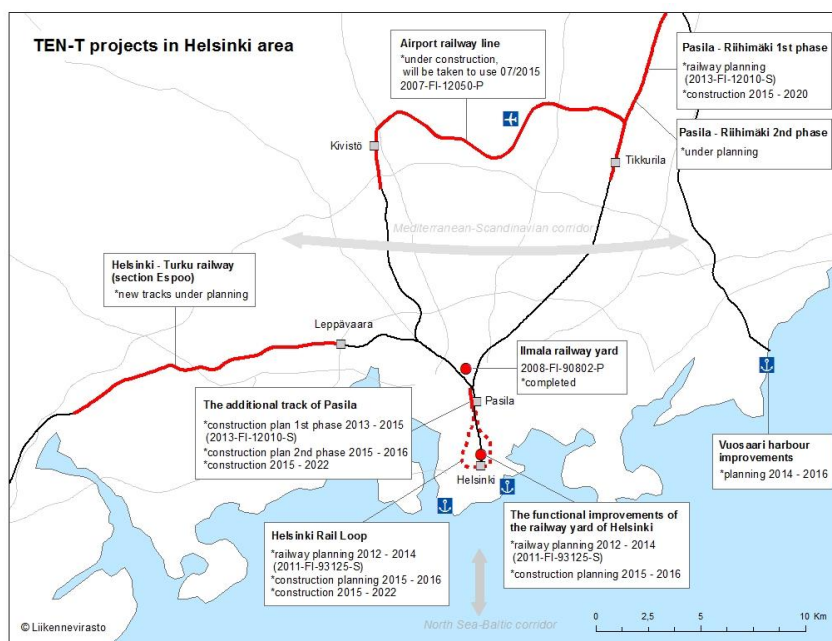 TEN-T projects in Helsinki area
Airport railway line
*under construction,
will be taken to use 07/2015
2007-FI-12050-P
Pasila - Riihimäki 1st phase
*railway planning
(2013-FI-12010-S)
*construction 2015 - 2020
Pasila - Riihimäki 2nd phase
*under planning
Kivistö
Tikkurila
Mediterranean-Scandinavian corridor
Helsinki - Turku railway
(section Espoo)
*new tracks under planning
Leppävaara
Ilmala railway yard
2008-FI-90802-P
*completed
The additional track of Pasila
*construction plan 1st phase 2013 - 2015
(2013-FI-12010-S)
*construction plan 2nd phase 2015 - 2016
*construction 2015 - 2022
Pasila
Vuosaari harbour
improvements
*planning 2014 - 2016
Helsinki
Helsinki Rail Loop
*railway planning 2012 - 2014
(2011-FI-93125-S)
*construction planning 2015 - 2016
*construction 2015 - 2022
The functional improvements of
the railway yard of Helsinki
*railway planning 2012 - 2014
(2011-FI-93125-S)
*construction planning 2015 - 2016
North Sea-Baltic corridor
© Liikennevirasto
0 2,5 5 10 Km